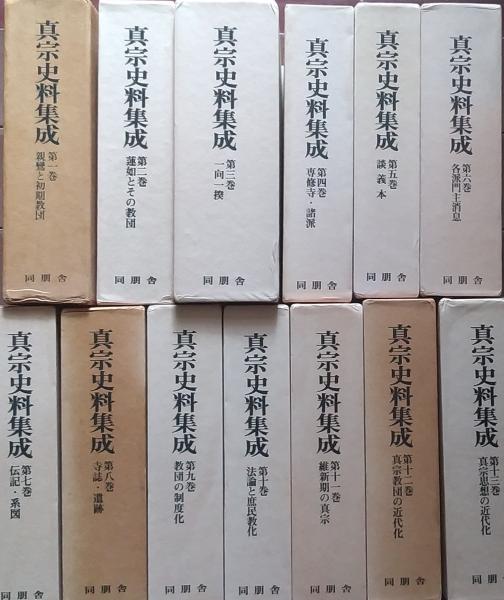 真宗史料集成
第一巻
親鸞と初期教団
同朋舎
真宗史料集成
第二巻
蓮如とその教団
同朋舎
真宗史料集成
第三巻
一向一揆
同朋舎
真宗史料集成
第四巻
専修寺・諸派
同朋舎
真宗史料集成
第五巻
談義本
同朋舎
真宗史料集成
第六巻
各派門主消息
同朋舎
真宗史料集成
第七巻
伝記・系図
同朋舎
真宗史料集成
第八巻
寺誌・遺跡
同朋舎
真宗史料集成
第九巻
教団の制度化
同朋舎
真宗史料集成
第十巻
法論と庶民教化
同朋舎
真宗史料集成
第十一巻
維新期の真宗
同朋舎
真宗史料集成
第十二巻
真宗教団の近代化
同朋舎
真宗史料集成
第十三巻
真宗思想の近代化
同朋舎